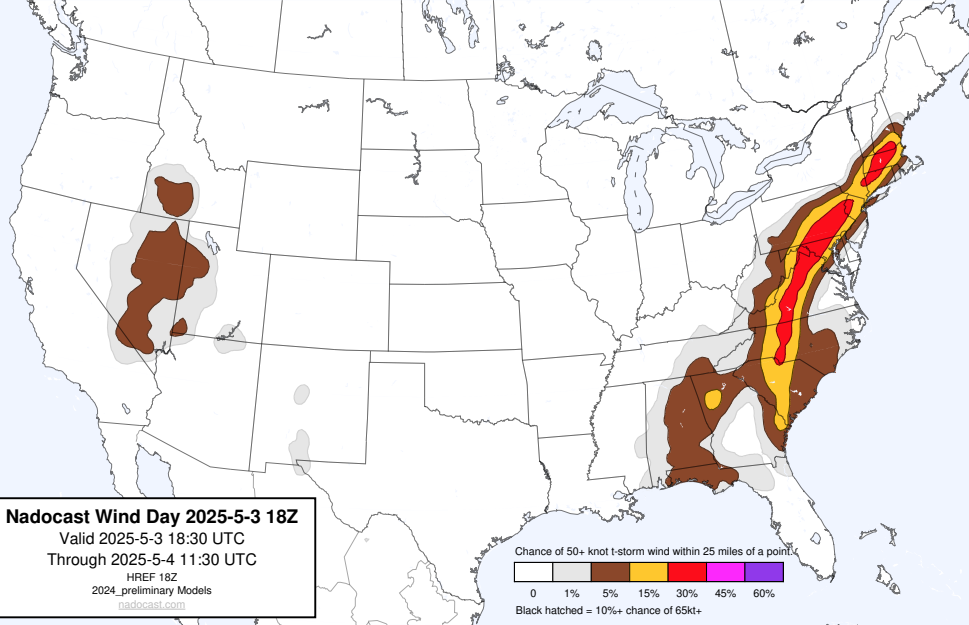 Nadocast Wind Day 2025-5-3 18Z
Valid 2025-5-3 18:30 UTC
Through 2025-5-4 11:30 UTC
HREF 18Z
2024_preliminary Models
nadocast.com
Chance of 50+ knot t-storm wind within 25 miles of a point.
0 1% 5% 15% 30% 45% 60%
Black hatched = 10%+ chance of 65kt+